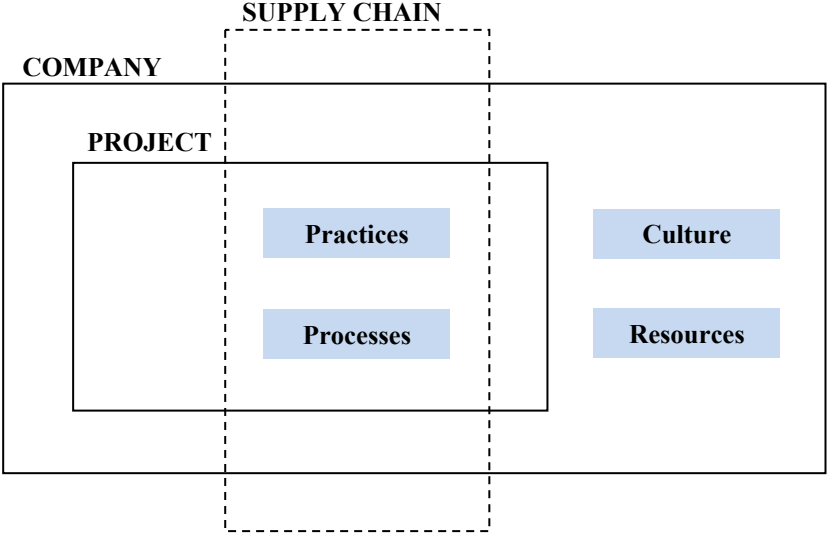 SUPPLY CHAIN
COMPANY
PROJECT
Practices
Culture
Processes
Resources